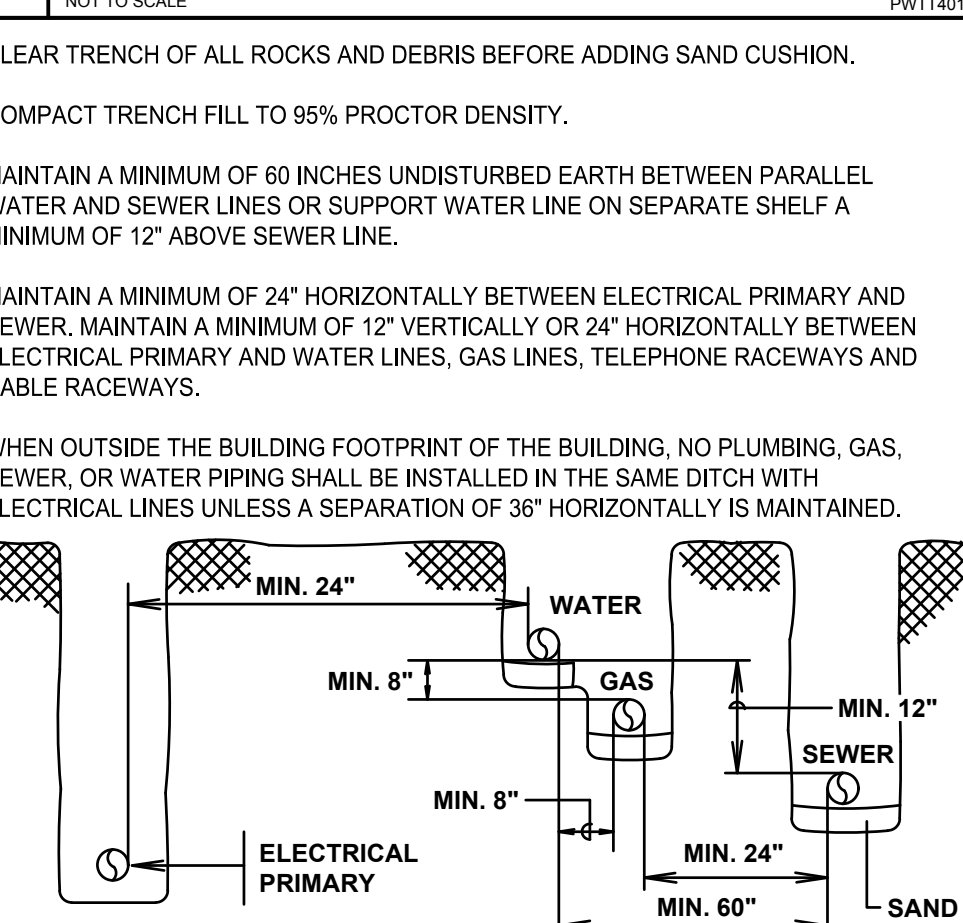 NOT TO SCALE
PWT1401
LEAR TRENCH OF ALL ROCKS AND DEBRIS BEFORE ADDING SAND CUSHION.
OMPACT TRENCH FILL TO 95% PROCTOR DENSITY.
AINTAIN A MINIMUM OF 60 INCHES UNDISTURBED EARTH BETWEEN PARALLEL
WATER AND SEWER LINES OR SUPPORT WATER LINE ON SEPARATE SHELF A
MINIMUM OF 12" ABOVE SEWER LINE.
AINTAIN A MINIMUM OF 24" HORIZONTALLY BETWEEN ELECTRICAL PRIMARY AND
EWER. MAINTAIN A MINIMUM OF 12" VERTICALLY OR 24" HORIZONTALLY BETWEEN
LECTRICAL PRIMARY AND WATER LINES, GAS LINES, TELEPHONE RACEWAYS AND
ABLE RACEWAYS.
WHEN OUTSIDE THE BUILDING FOOTPRINT OF THE BUILDING, NO PLUMBING, GAS,
EWER, OR WATER PIPING SHALL BE INSTALLED IN THE SAME DITCH WITH
LECTRICAL LINES UNLESS A SEPARATION OF 36" HORIZONTALLY IS MAINTAINED.
MIN. 24"
WATER
MIN. 8"
GAS
MIN. 12"
SEWER
MIN. 8"
ELECTRICAL
PRIMARY
MIN. 24"
MIN. 60"
SAND